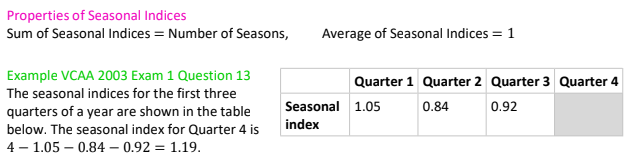 Properties of Seasonal Indices
Sum of Seasonal Indices = Number of Seasons, Average of Seasonal Indices = 1
Example VCAA 2003 Exam 1 Question 13
The seasonal indices for the first three
quarters of a year are shown in the table
below. The seasonal index for Quarter 4 is
4 − 1.05 − 0.84 − 0.92 = 1.19.
Quarter 1 Quarter 2 Quarter 3 Quarter 4
Seasonal 1.05 0.84 0.92
index